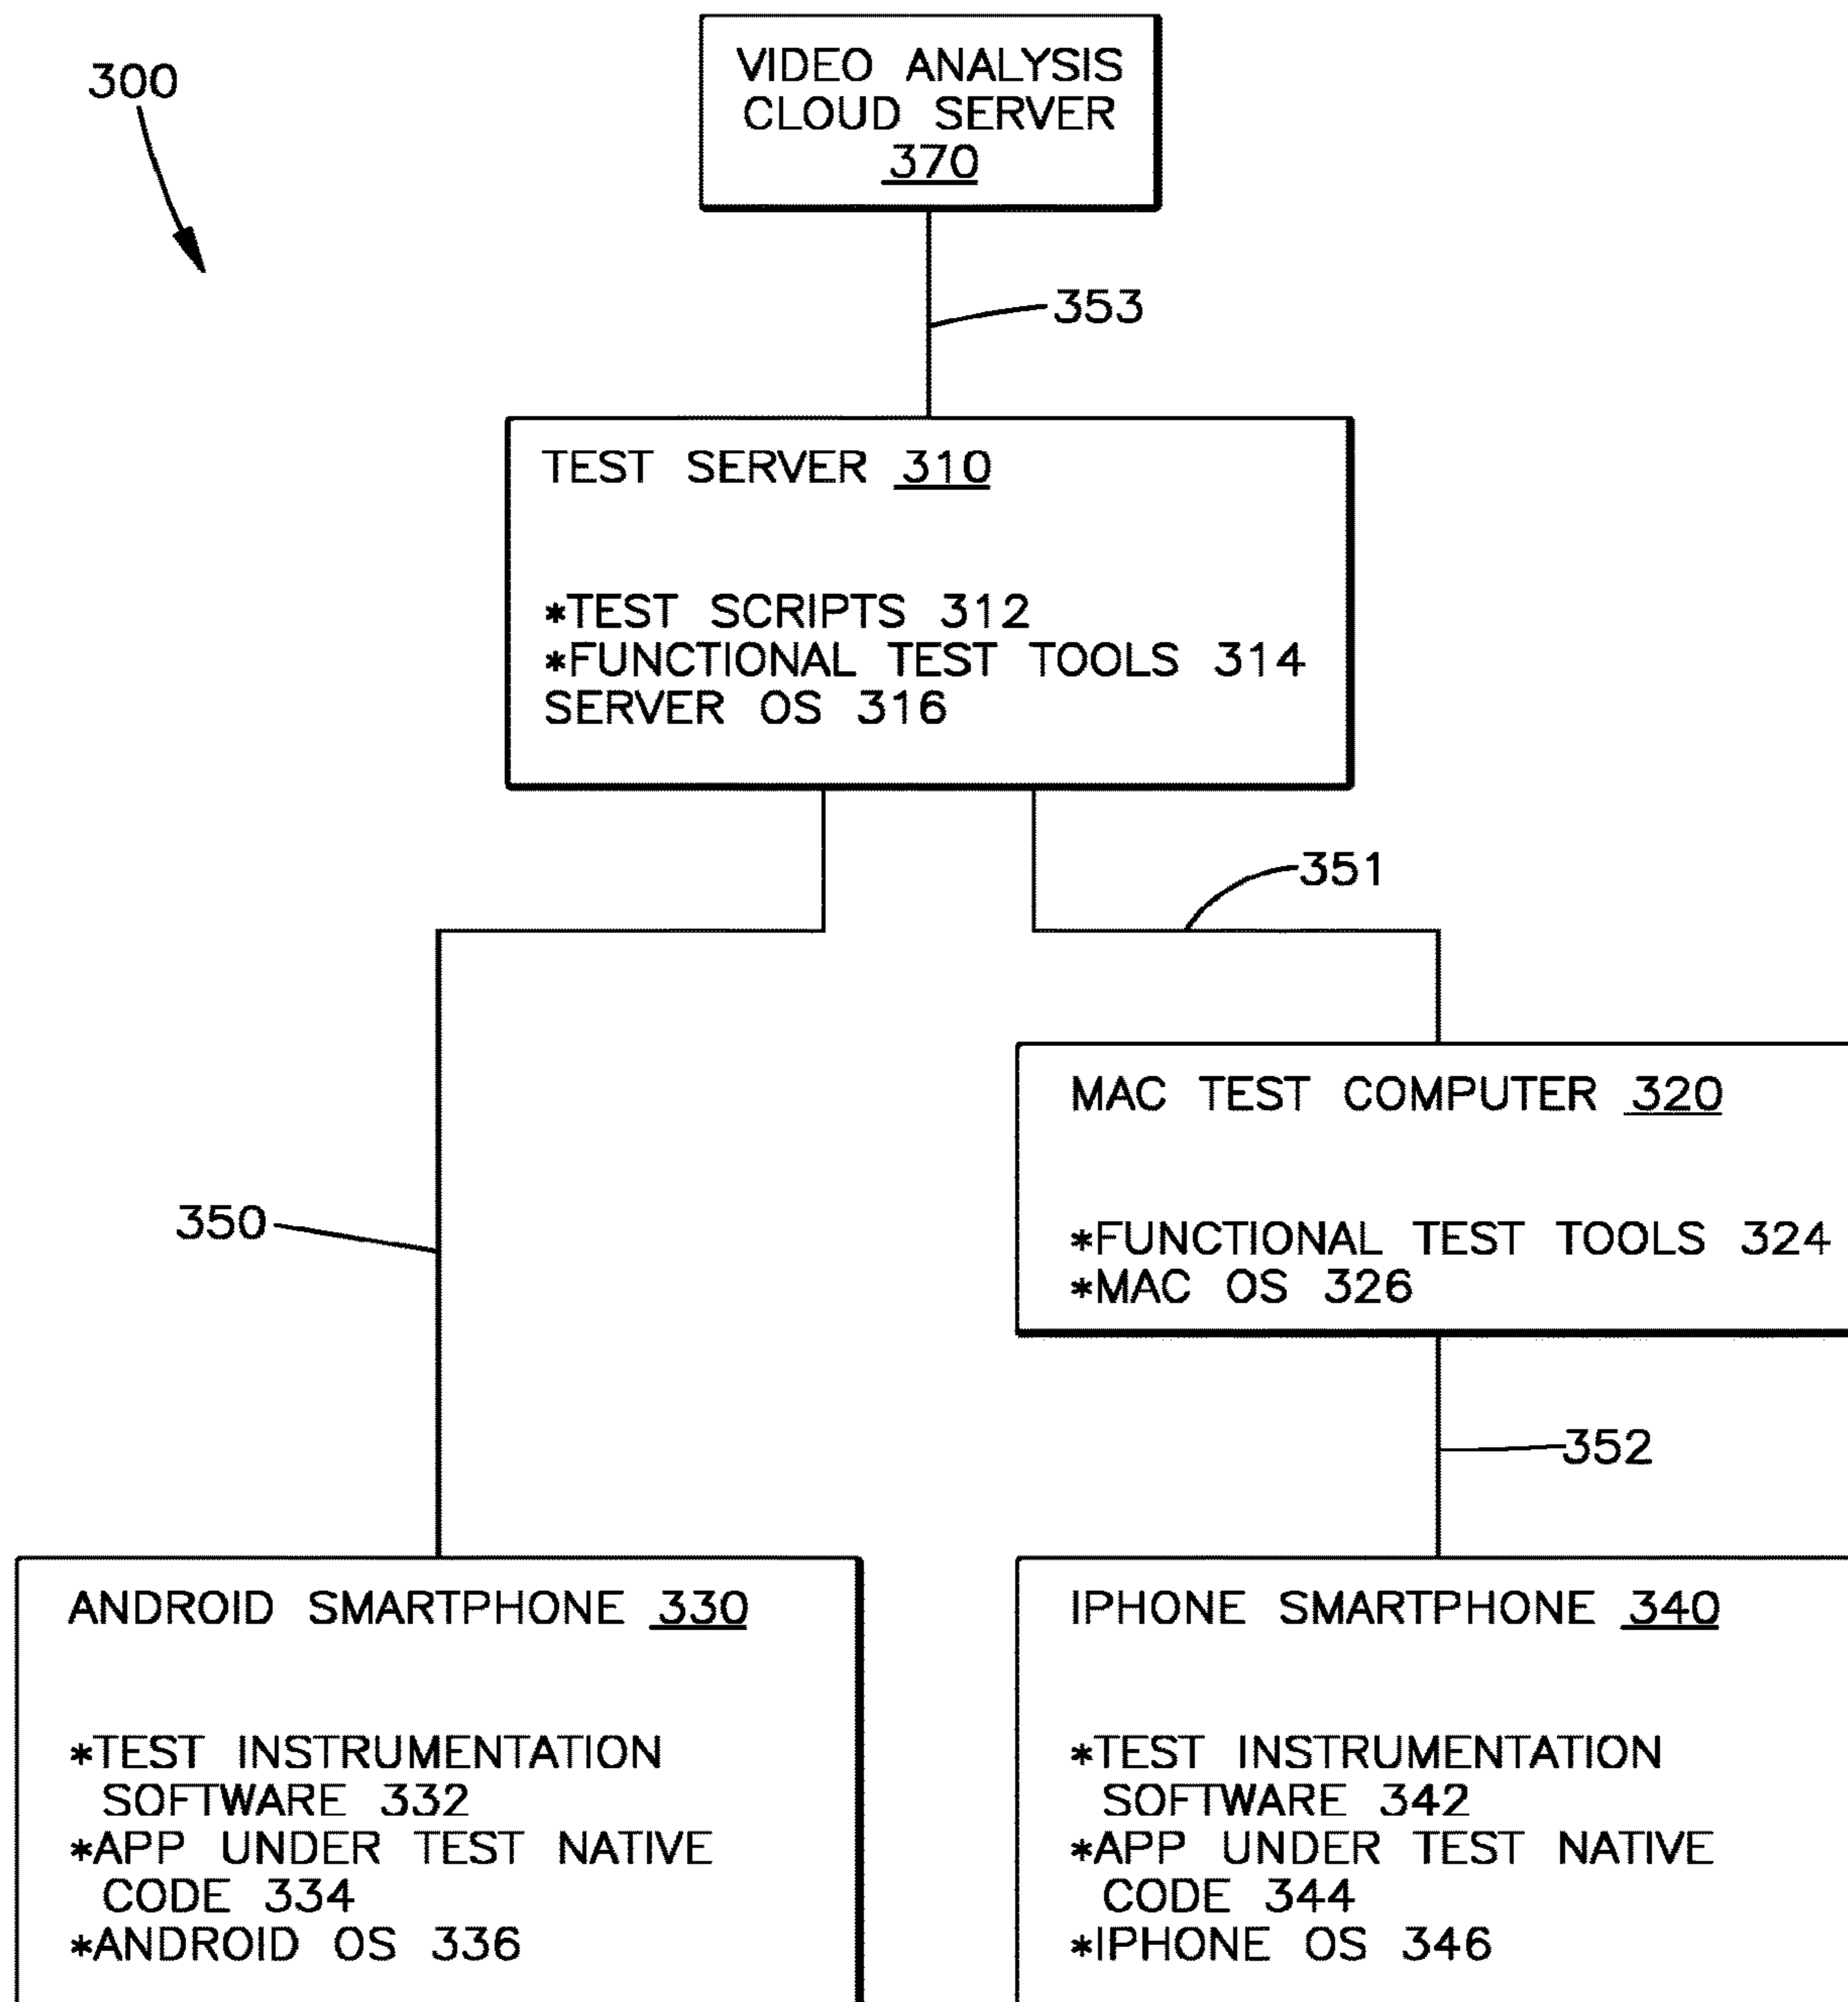 300
VIDEO ANALYSIS
CLOUD SERVER
370
353
TEST SERVER 310
*TEST SCRIPTS 312
*FUNCTIONAL TEST TOOLS 314
SERVER OS 316
351
MAC TEST COMPUTER 320
*FUNCTIONAL TEST TOOLS 324
*MAC OS 326
350
352
ANDROID SMARTPHONE 330
*TEST INSTRUMENTATION
SOFTWARE 332
*APP UNDER TEST NATIVE
CODE 334
*ANDROID OS 336
IPHONE SMARTPHONE 340
*TEST INSTRUMENTATION
SOFTWARE 342
*APP UNDER TEST NATIVE
CODE 344
*IPHONE OS 346